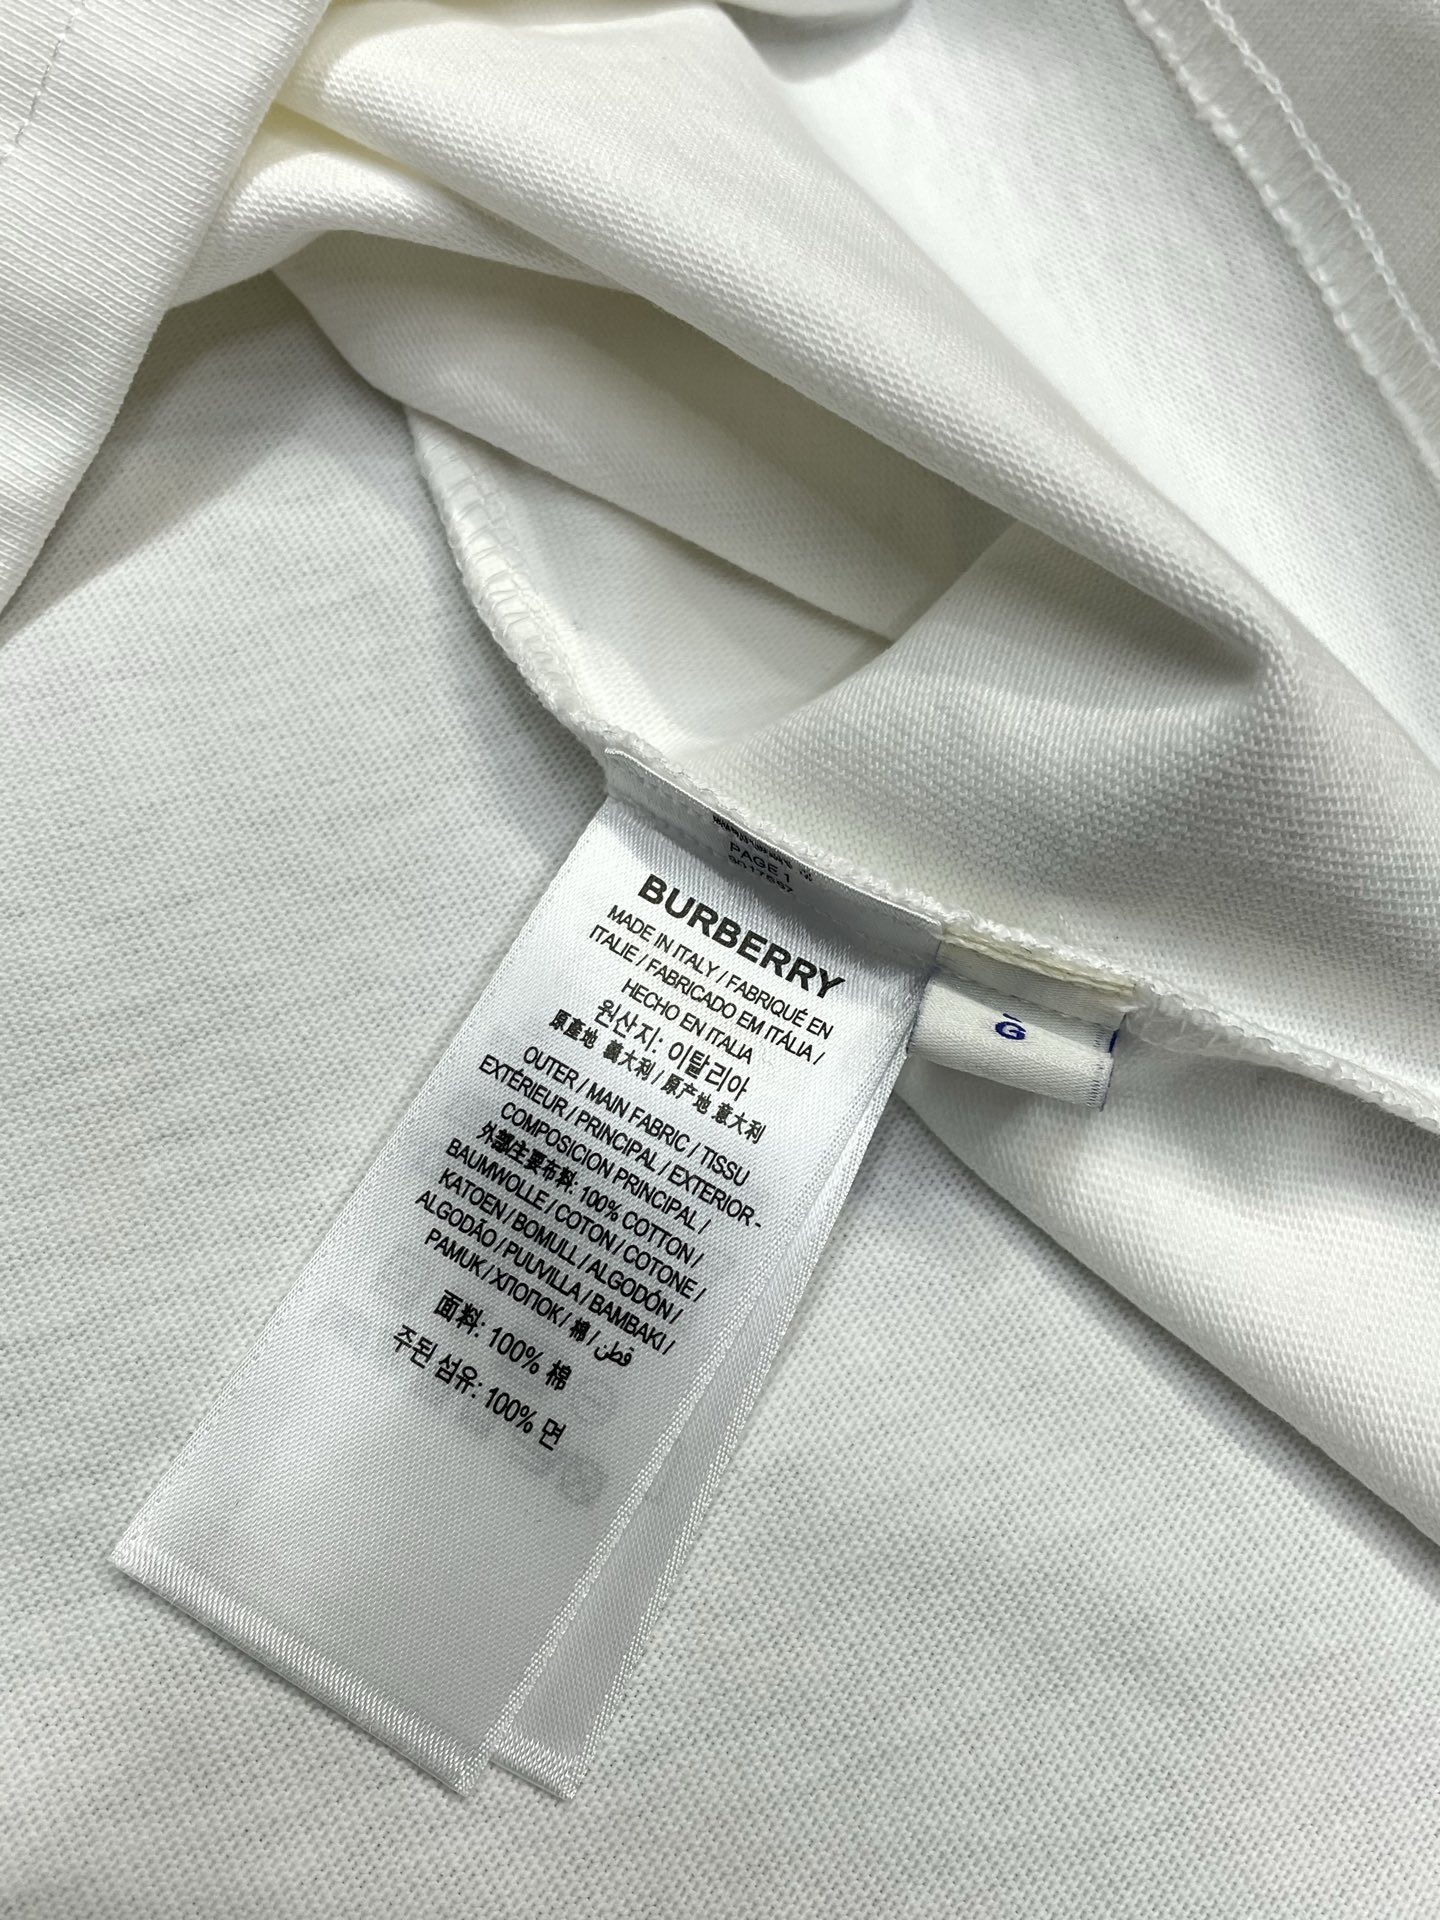 PAGE 1
BURBERRY
MADE IN ITALY / FABRIQUÉ EN
ITALIE / FABRICADO EM ITÁLIA /
HECHO EN ITALIA
원산지: 이탈리아
原產地 義大利 / 原产地 意大利
OUTER / MAIN FABRIC / TISSU
EXTÉRIEUR / PRINCIPAL / EXTERIOR -
COMPOSICION PRINCIPAL /
外部主要布料: 100% COTTON /
BAUMWOLLE / COTON / COTONE /
KATOEN / BOMULL / ALGODÓN /
ALGODÃO / PUUVILLA / BAMBAKI /
PAMUK / ХЛОПОК / 棉 / قطن
面料: 100% 棉
주된 섬유: 100% 면
G